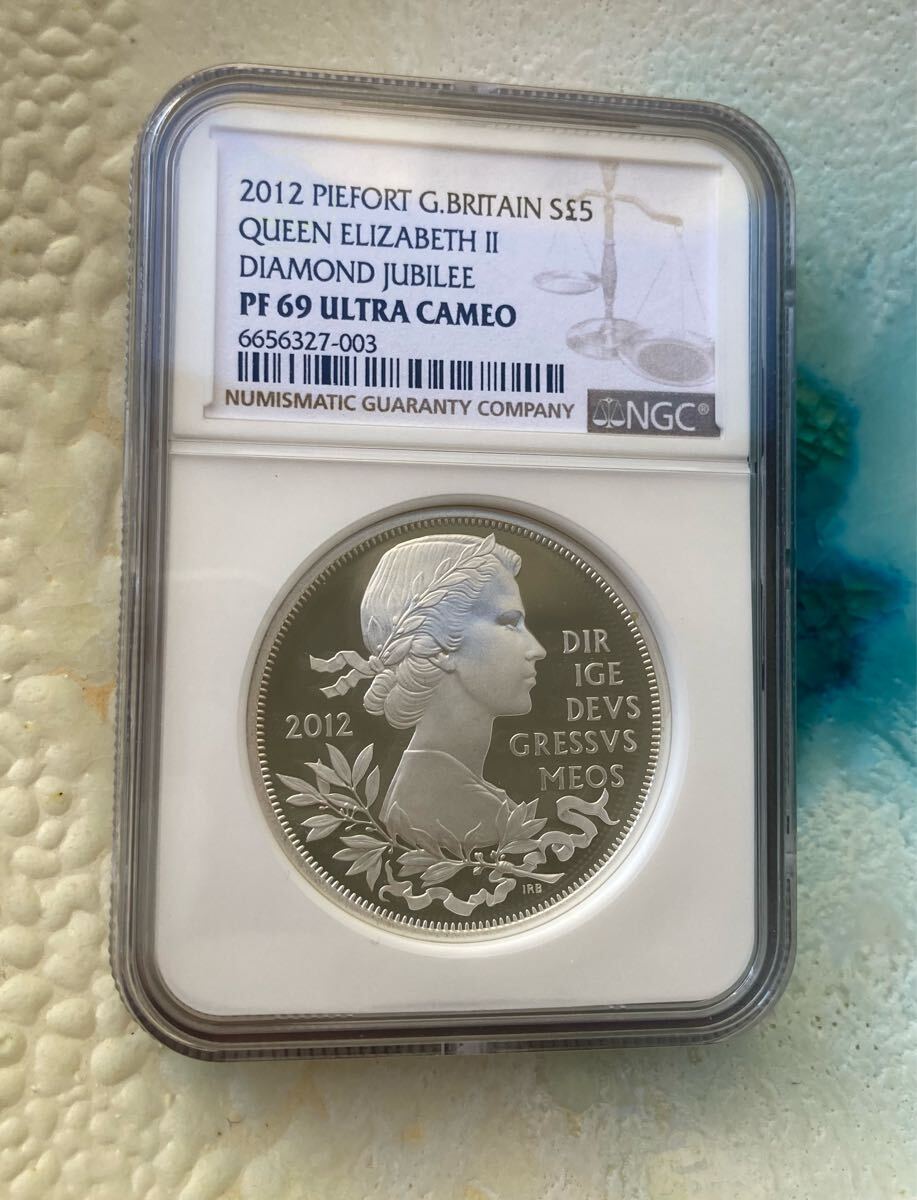 2012 PIEFORT G.BRITAIN S£5
QUEEN ELIZABETH II
DIAMOND JUBILEE
PF 69 ULTRA CAMEO
6656327-003
NUMISMATIC GUARANTY COMPANY
NGC®
2012
DIR
IGE
DEVS
GRESSVS
MEOS
IRB